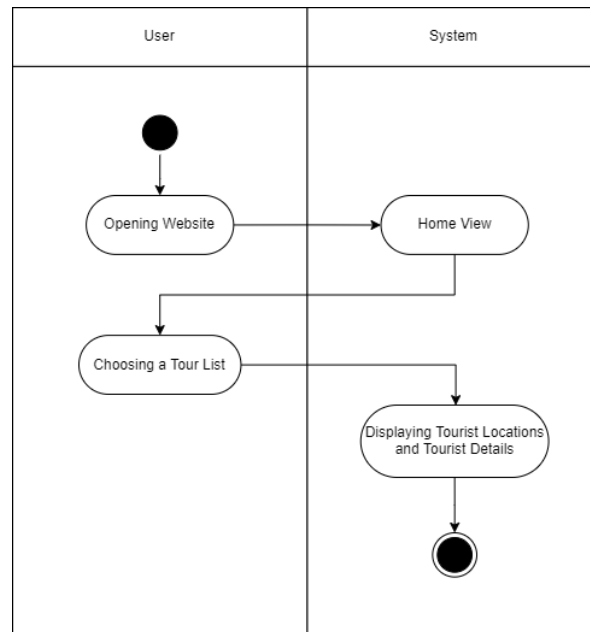 User
System
Opening Website
Home View
Choosing a Tour List
Displaying Tourist Locations
and Tourist Details